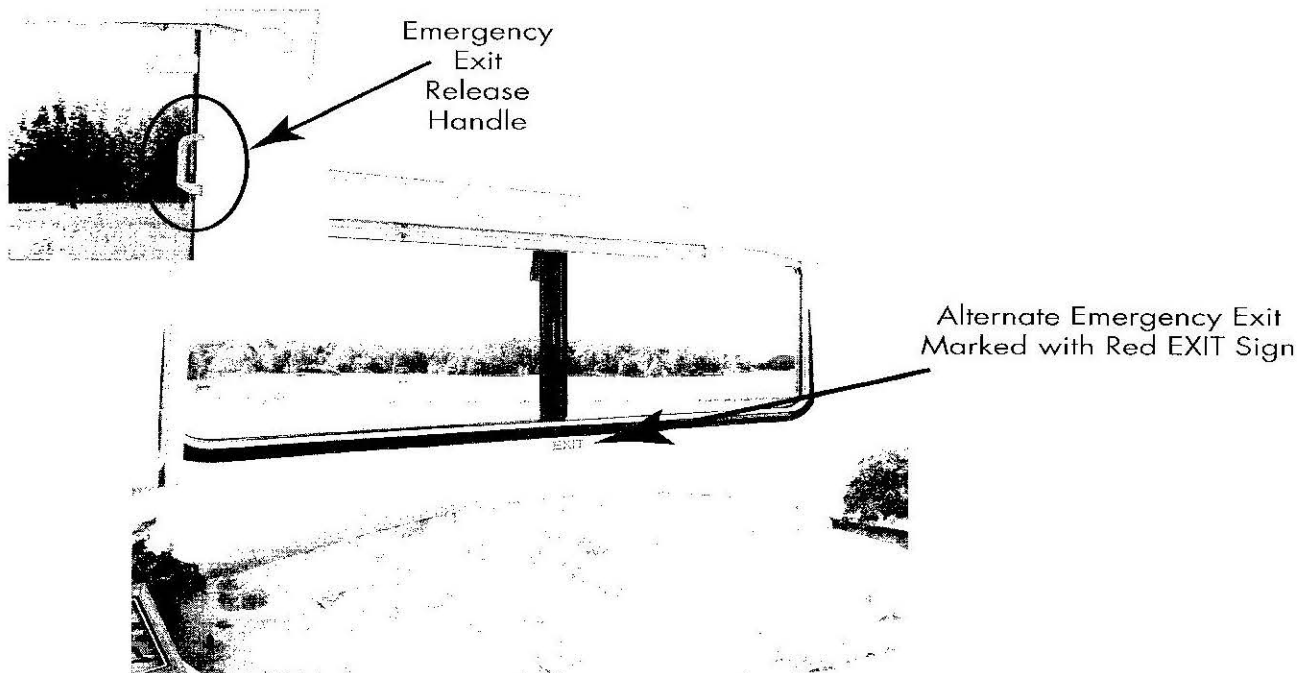 Emergency
Exit
Release
Handle
Alternate Emergency Exit
Marked with Red EXIT Sign
EXIT